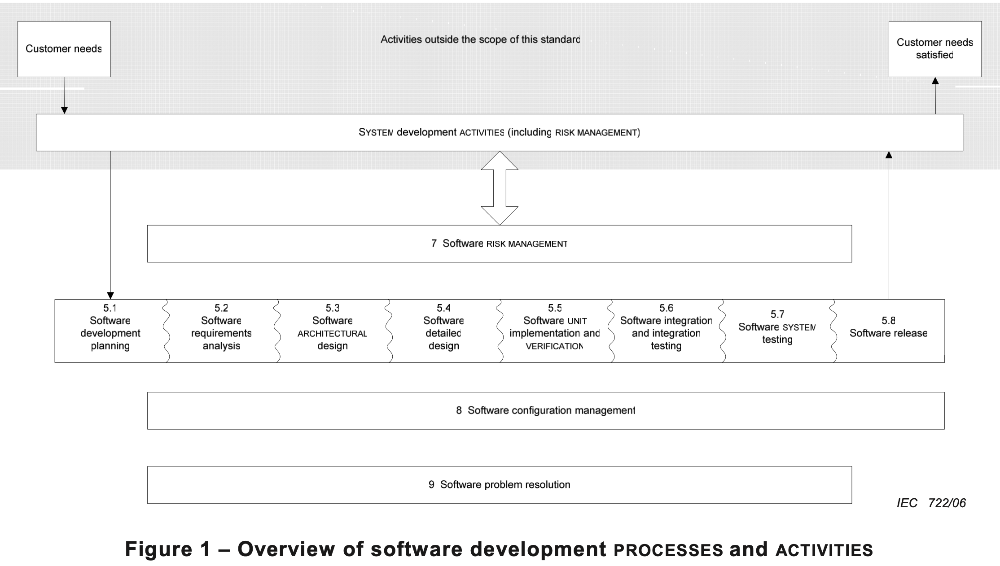 Activities outside the scope of this standard
Customer needs
Customer needs
satisfied
SYSTEM development ACTIVITIES (including RISK MANAGEMENT)
7 Software RISK MANAGEMENT
5.1
Software
development
planning
5.2
Software
requirements
analysis
5.3
Software
ARCHITECTURAL
design
5.4
Software
detailed
design
5.5
Software UNIT
implementation and
VERIFICATION
5.6
Software integration
and integration
testing
5.7
Software SYSTEM
testing
5.8
Software release
8 Software configuration management
9 Software problem resolution
IEC 722/06
Figure 1 – Overview of software development PROCESSES and ACTIVITIES